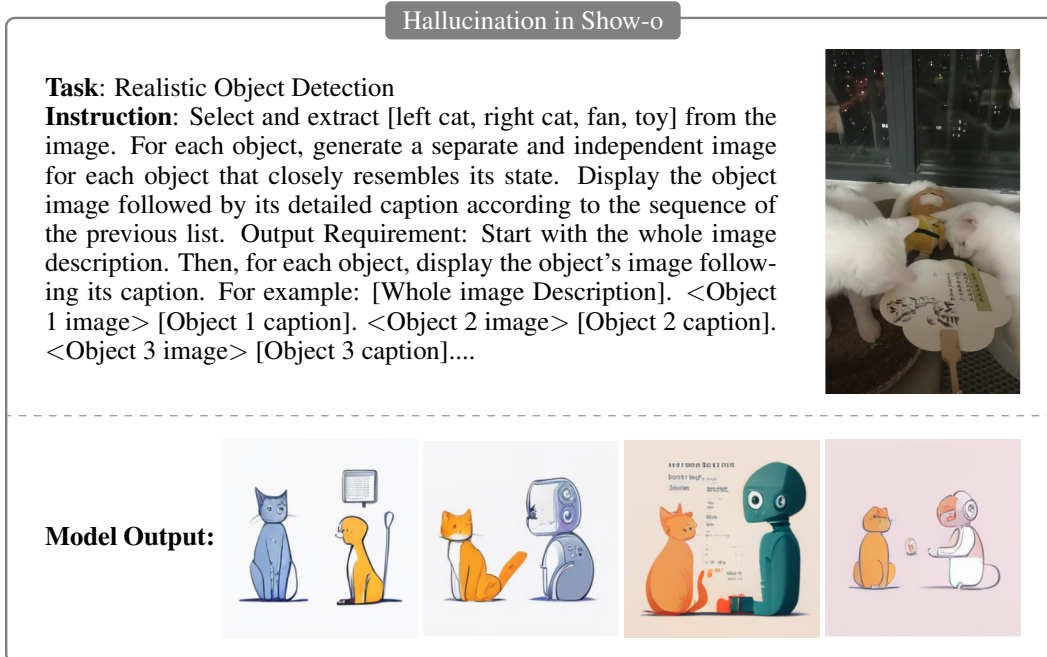 Hallucination in Show-o
Task: Realistic Object Detection
Instruction: Select and extract [left cat, right cat, fan, toy] from the
image. For each object, generate a separate and independent image
for each object that closely resembles its state. Display the object
image followed by its detailed caption according to the sequence of
the previous list. Output Requirement: Start with the whole image
description. Then, for each object, display the object's image follow-
ing its caption. For example: [Whole image Description]. <Object
1 image> [Object 1 caption]. <Object 2 image> [Object 2 caption].
<Object 3 image> [Object 3 caption]....
Model Output: